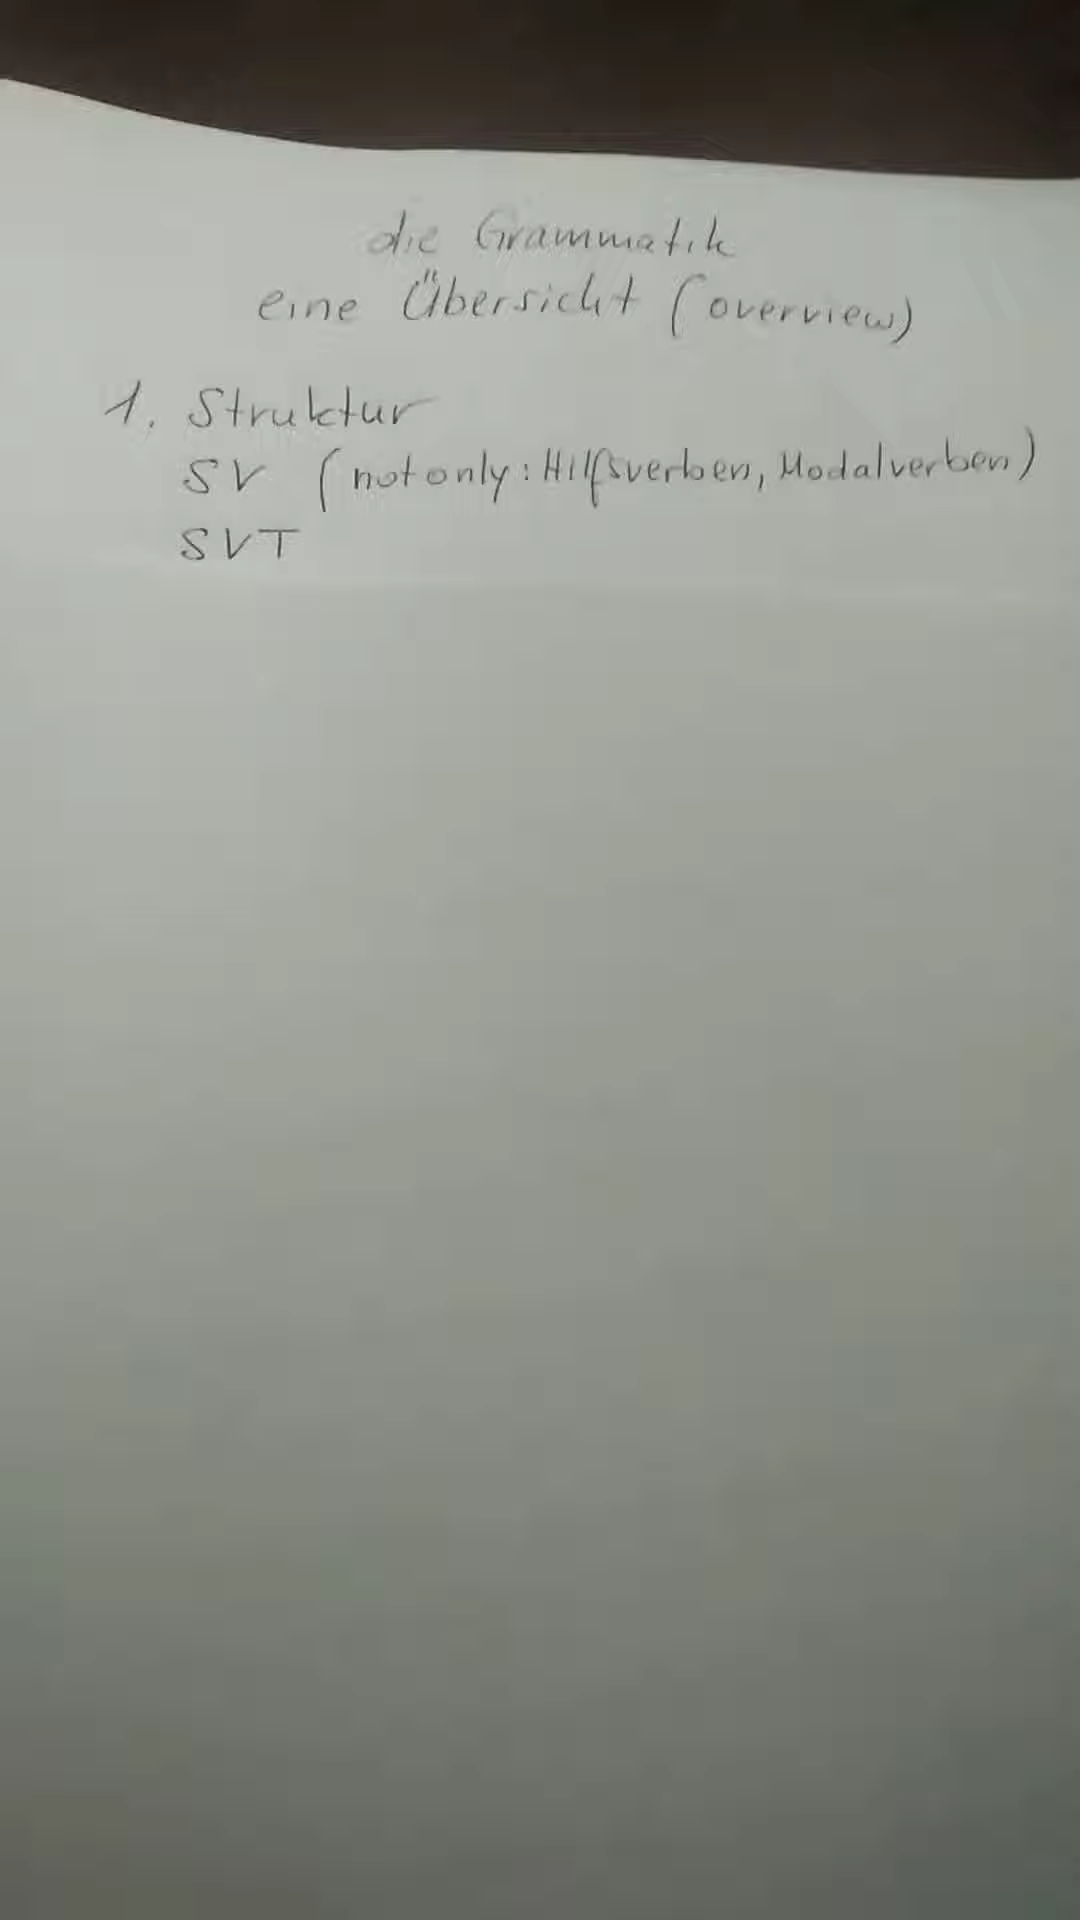 die Grammatik
eine Übersicht (overview)
1. Struktur
SV (not only: Hilfsverben, Modalverben)
SVT